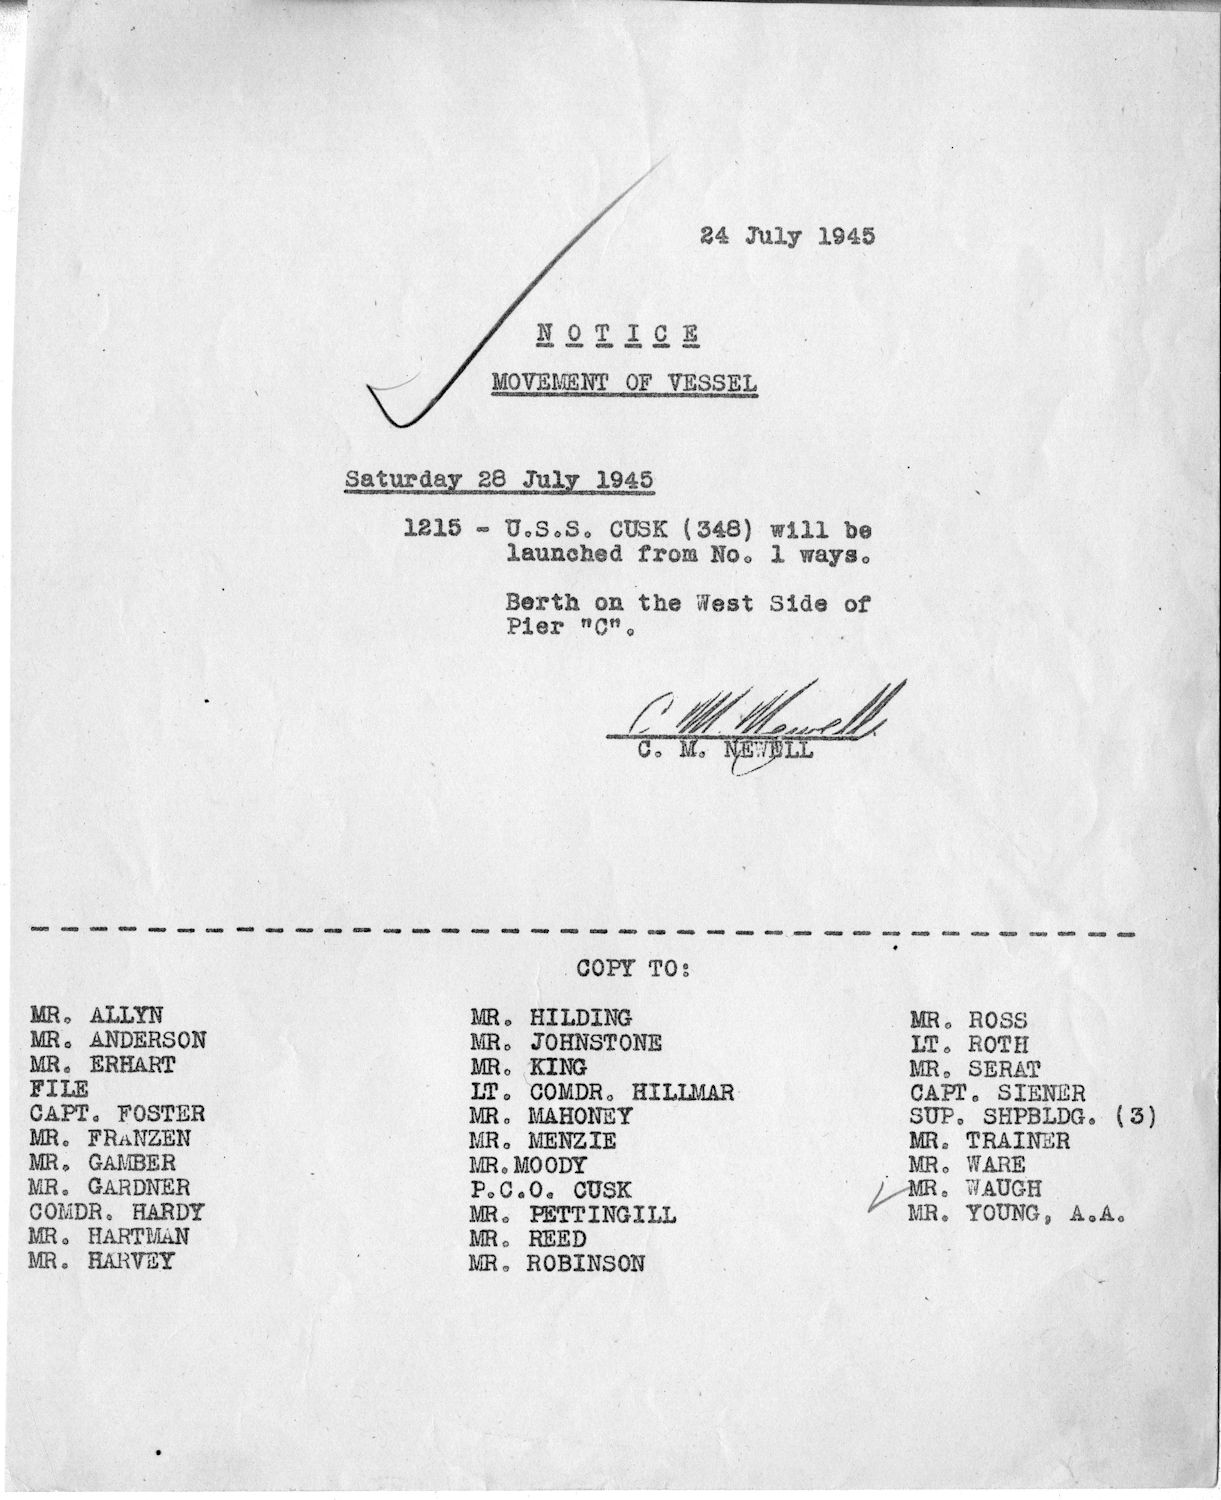 24 July 1945
N O T I C E
MOVEMENT OF VESSEL
Saturday 28 July 1945
1215 - U.S.S. CUSK (348) will be
launched from No. 1 ways.
Berth on the West Side of
Pier "C".
C. M. Newell
C. M. NEWELL
COPY TO:
MR. ALLYN
MR. ANDERSON
MR. ERHART
FILE
CAPT. FOSTER
MR. FRANZEN
MR. GAMBER
MR. GARDNER
COMDR. HARDY
MR. HARTMAN
MR. HARVEY
MR. HILDING
MR. JOHNSTONE
MR. KING
LT. COMDR. HILLMAR
MR. MAHONEY
MR. MENZIE
MR.MOODY
P.C.O. CUSK
MR. PETTINGILL
MR. REED
MR. ROBINSON
MR. ROSS
LT. ROTH
MR. SERAT
CAPT. SIENER
SUP. SHPBLDG. (3)
MR. TRAINER
MR. WARE
MR. WAUGH
MR. YOUNG, A.A.